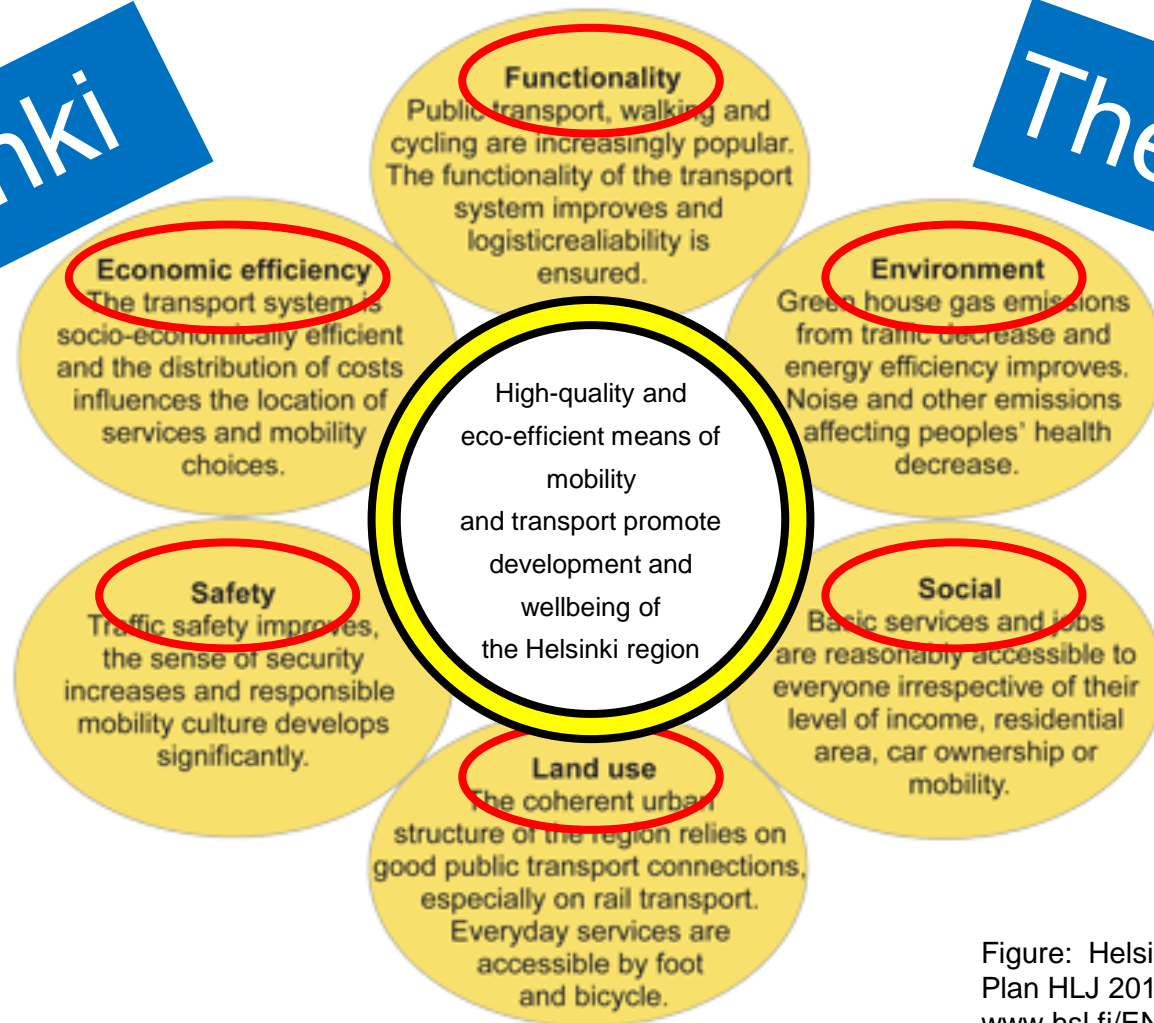 nki
The
Functionality
Public transport, walking and
cycling are increasingly popular.
The functionality of the transport
system improves and
logisticrealiability is
ensured.
Economic efficiency
The transport system is
socio-economically efficient
and the distribution of costs
influences the location of
services and mobility
choices.
Environment
Green house gas emissions
from traffic decrease and
energy efficiency improves.
Noise and other emissions
affecting peoples' health
decrease.
High-quality and
eco-efficient means of
mobility
and transport promote
development and
wellbeing of
the Helsinki region
Safety
Traffic safety improves,
the sense of security
increases and responsible
mobility culture develops
significantly.
Social
Basic services and jobs
are reasonably accessible to
everyone irrespective of their
level of income, residential
area, car ownership or
mobility.
Land use
The coherent urban
structure of the region relies on
good public transport connections,
especially on rail transport.
Everyday services are
accessible by foot
and bicycle.
Figure: Helsi
Plan HLJ 201
www.hsl.fi/EN